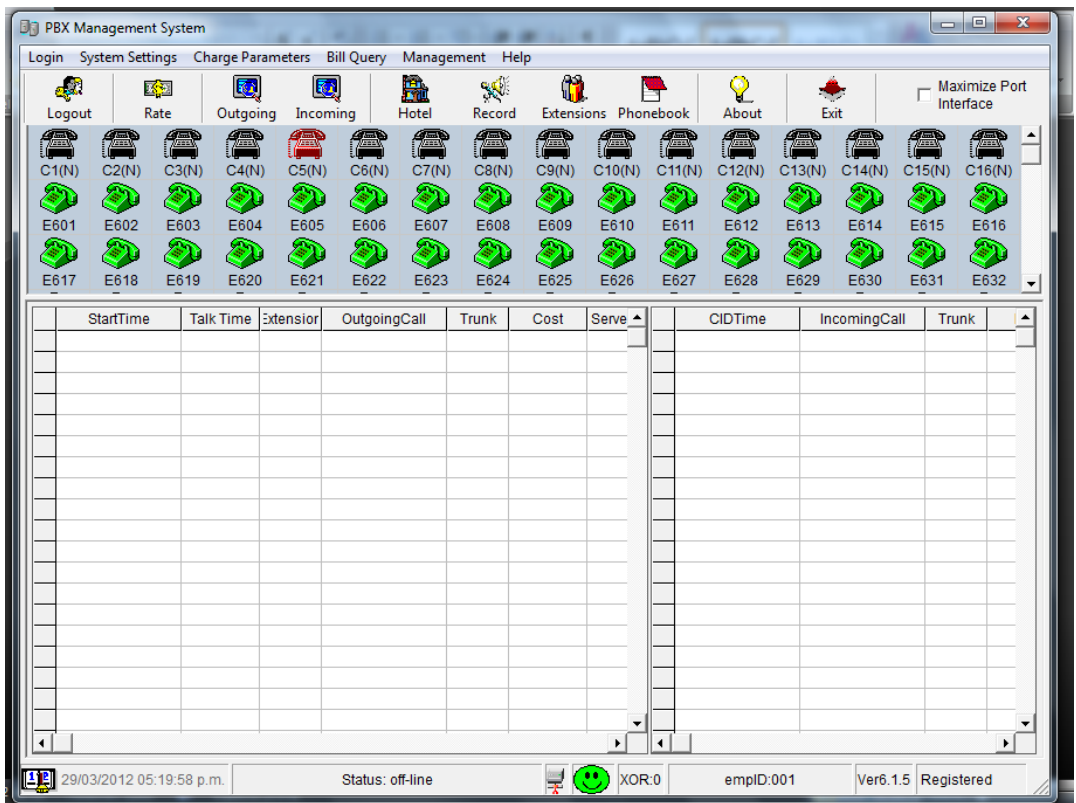 PBX Management System
Login System Settings Charge Parameters Bill Query Management Help
Logout Rate Outgoing Incoming Hotel Record Extensions Phonebook About Exit Maximize Port
Interface
C1(N) C2(N) C3(N) C4(N) C5(N) C6(N) C7(N) C8(N) C9(N) C10(N) C11(N) C12(N) C13(N) C14(N) C15(N) C16(N)
E601 E602 E603 E604 E605 E606 E607 E608 E609 E610 E611 E612 E613 E614 E615 E616
E617 E618 E619 E620 E621 E622 E623 E624 E625 E626 E627 E628 E629 E630 E631 E632
StartTime Talk Time Extension OutgoingCall Trunk Cost Serve CIDTime IncomingCall Trunk
29/03/2012 05:19:58 p.m. Status: off-line XOR:0 empID:001 Ver6.1.5 Registered